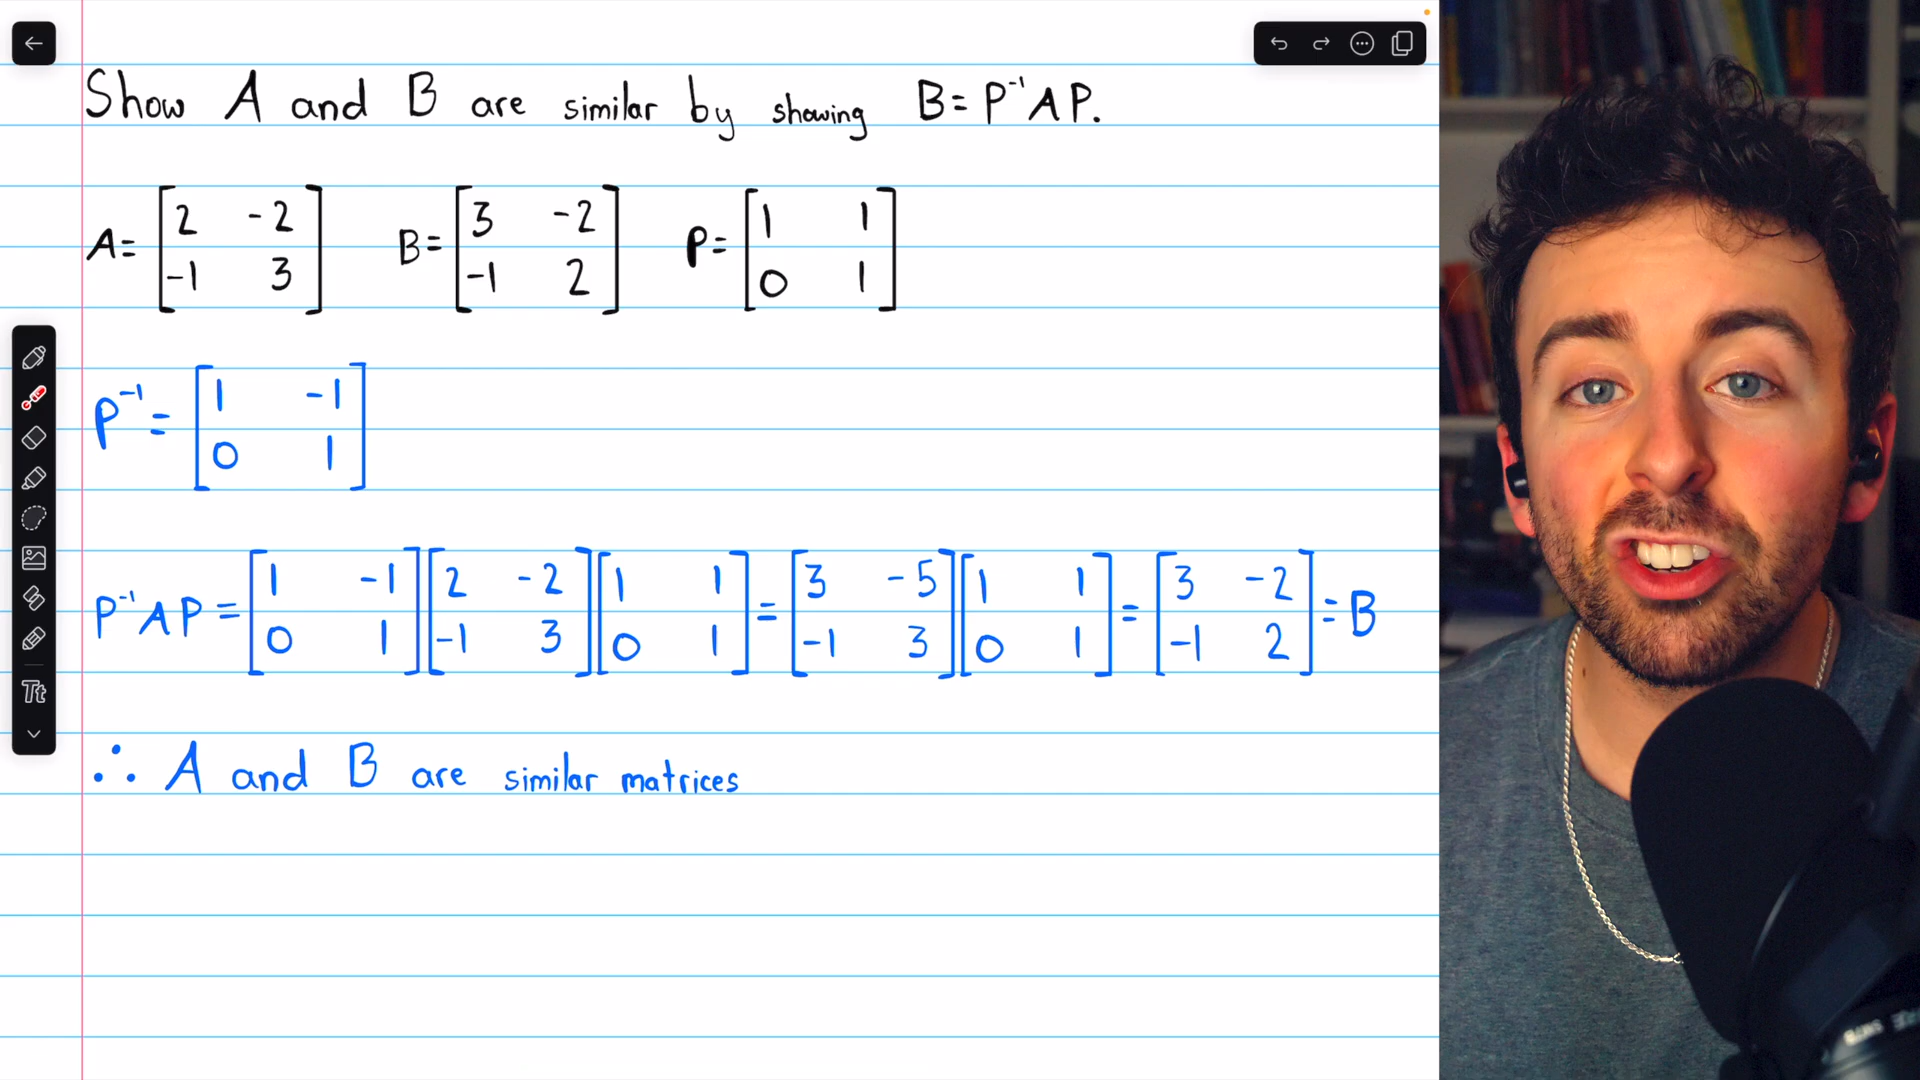 Show A and B are similar by showing B = P⁻¹AP.
A = [2 -2; -1 3] B = [3 -2; -1 2] P = [1 1; 0 1]
P⁻¹ = [1 -1; 0 1]
P⁻¹AP = [1 -1; 0 1][2 -2; -1 3][1 1; 0 1] = [3 -5; -1 3][1 1; 0 1] = [3 -2; -1 2] = B
∴ A and B are similar matrices
Tt